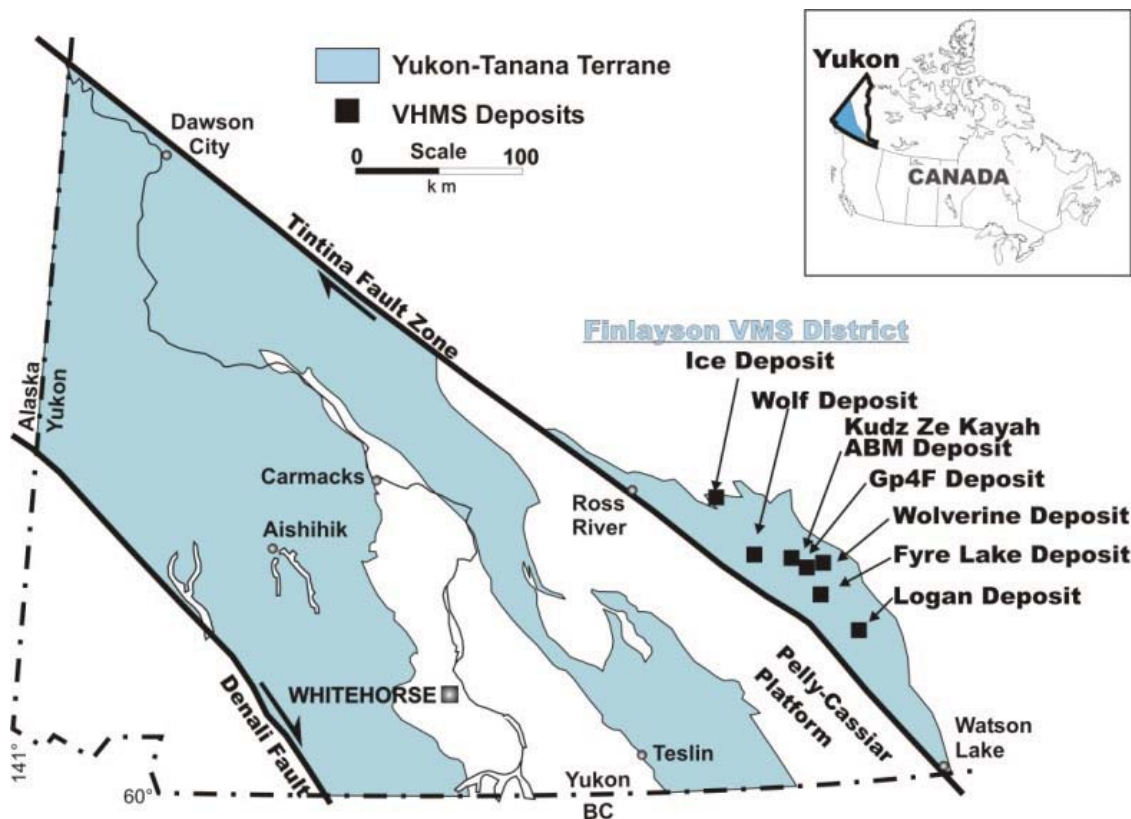 Yukon-Tanana Terrane
VHMS Deposits
Scale
0
100
km
Yukon
CANADA
Dawson
City
Tintina Fault Zone
Finlayson VMS District
Ice Deposit
Wolf Deposit
Kudz Ze Kayah
ABM Deposit
Gp4F Deposit
Wolverine Deposit
Fyre Lake Deposit
Logan Deposit
Alaska
Yukon
Carmacks
Ross
River
Aishihik
WHITEHORSE
Denali Fault
Pelly-Cassiar
Platform
Watson
Lake
Teslin
141°
60°
Yukon
BC